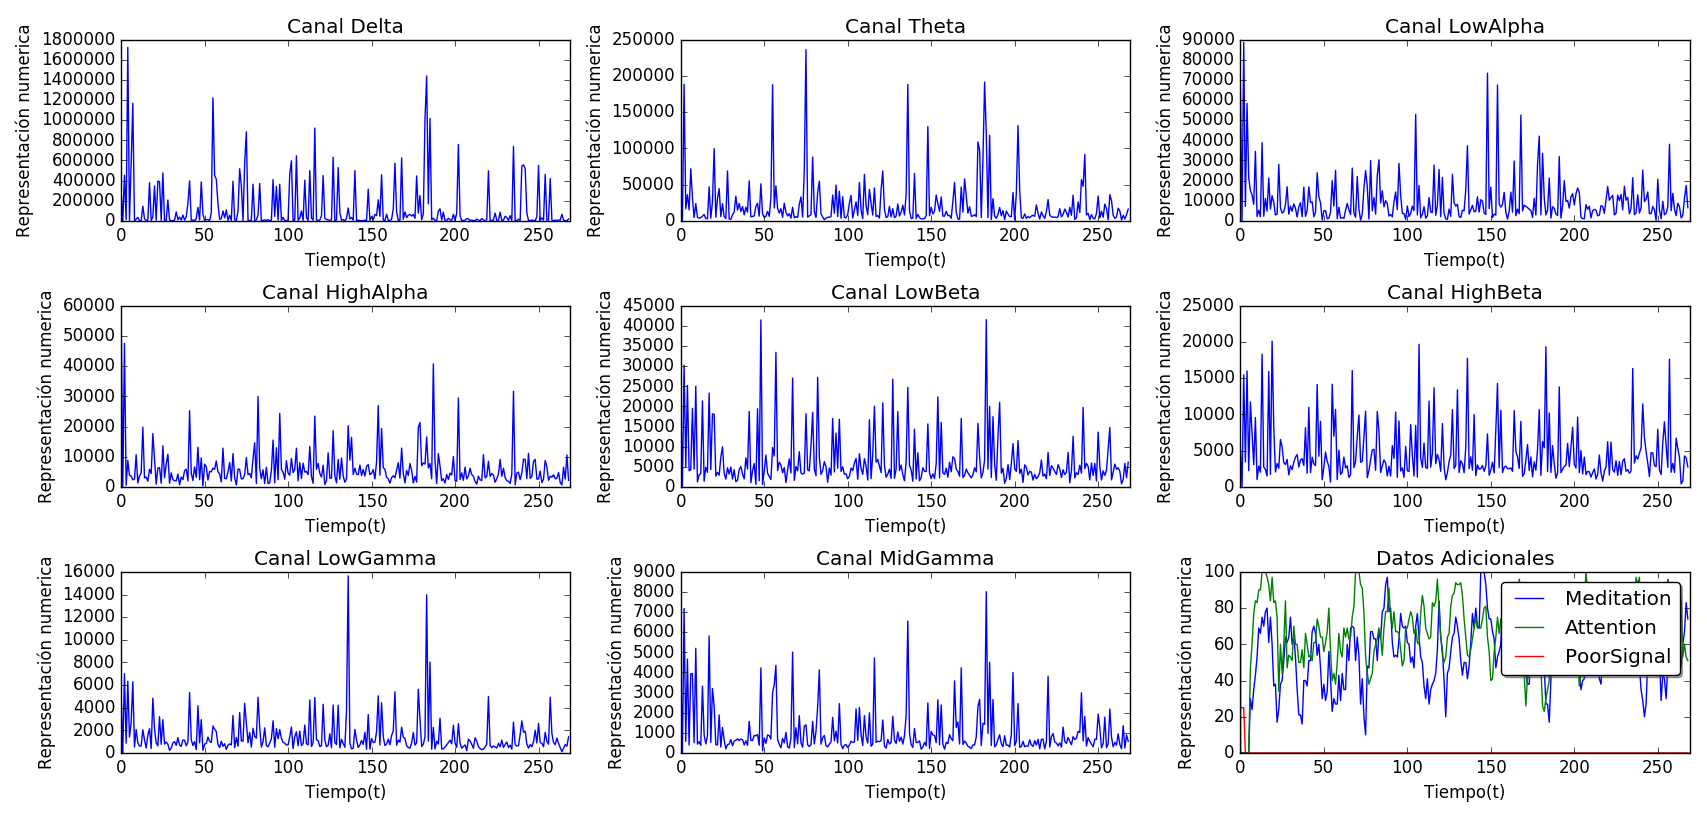 Canal Delta
Representación numerica
1800000
1600000
1400000
1200000
1000000
800000
600000
400000
200000
0
0 50 100 150 200 250
Tiempo(t)
Canal Theta
Representación numerica
250000
200000
150000
100000
50000
0
0 50 100 150 200 250
Tiempo(t)
Canal LowAlpha
Representación numerica
90000
80000
70000
60000
50000
40000
30000
20000
10000
0
0 50 100 150 200 250
Tiempo(t)
Canal HighAlpha
Representación numerica
60000
50000
40000
30000
20000
10000
0
0 50 100 150 200 250
Tiempo(t)
Canal LowBeta
Representación numerica
45000
40000
35000
30000
25000
20000
15000
10000
5000
0
0 50 100 150 200 250
Tiempo(t)
Canal HighBeta
Representación numerica
25000
20000
15000
10000
5000
0
0 50 100 150 200 250
Tiempo(t)
Canal LowGamma
Representación numerica
16000
14000
12000
10000
8000
6000
4000
2000
0
0 50 100 150 200 250
Tiempo(t)
Canal MidGamma
Representación numerica
9000
8000
7000
6000
5000
4000
3000
2000
1000
0
0 50 100 150 200 250
Tiempo(t)
Datos Adicionales
Representación numerica
100
80
60
40
20
0
0 50 100 150 200 250
Tiempo(t)
Meditation
Attention
PoorSignal